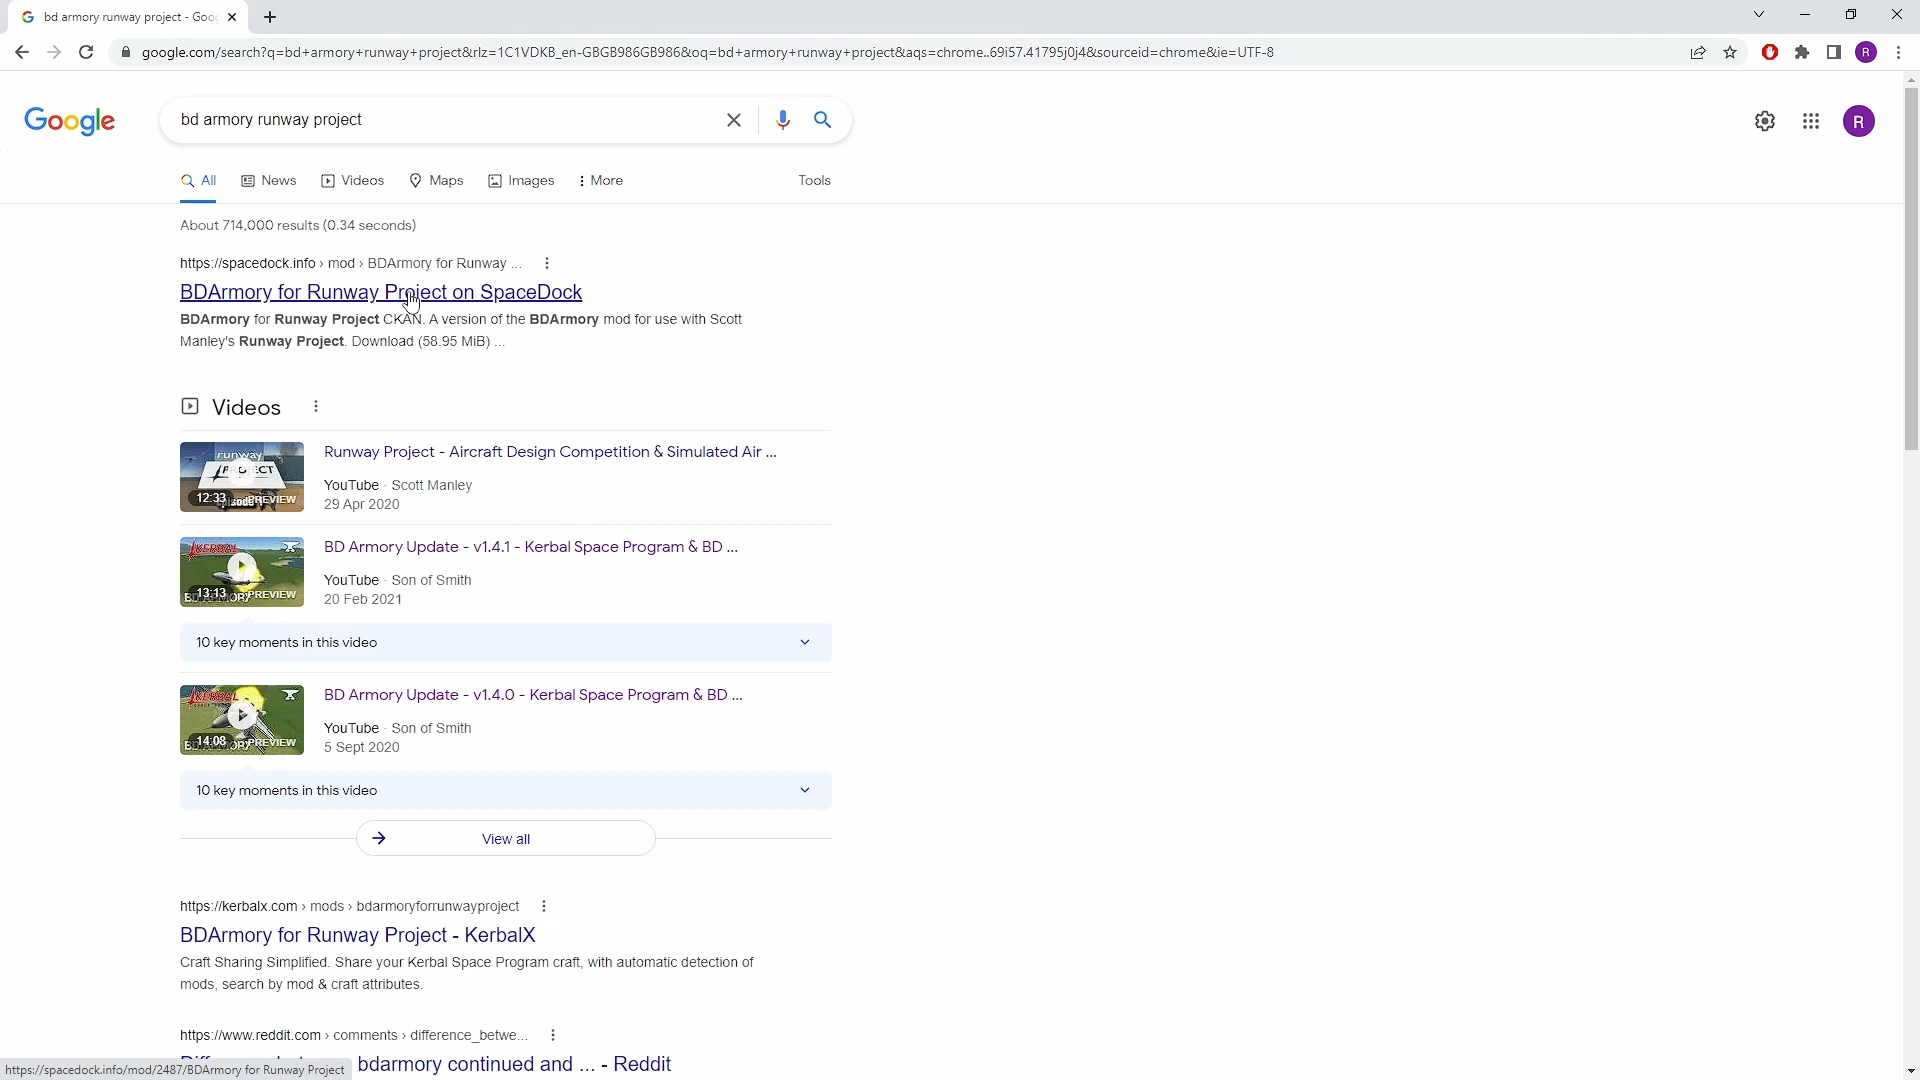 bd armory runway project - Goo
google.com/search?q=bd+armory+runway+project&rlz=1C1VDKB_en-GBGB986GB986&oq=bd+armory+runway+project&aqs=chrome..69i57.41795j0j4&sourceid=chrome&ie=UTF-8
R
Google
bd armory runway project
R
All
News
Videos
Maps
Images
More
Tools
About 714,000 results (0.34 seconds)
https://spacedock.info › mod › BDArmory for Runway ...
BDArmory for Runway Project on SpaceDock
BDArmory for Runway Project CKAN. A version of the BDArmory mod for use with Scott
Manley's Runway Project. Download (58.95 MiB) ...
Videos
runway
PROJECT
12:33
PREVIEW
Runway Project - Aircraft Design Competition & Simulated Air ...
YouTube · Scott Manley
29 Apr 2020
KERBAL
13:13
PREVIEW
BD Armory Update - v1.4.1 - Kerbal Space Program & BD ...
YouTube · Son of Smith
20 Feb 2021
10 key moments in this video
KERBAL
14:08
PREVIEW
BD Armory Update - v1.4.0 - Kerbal Space Program & BD ...
YouTube · Son of Smith
5 Sept 2020
10 key moments in this video
View all
https://kerbalx.com › mods › bdarmoryforrunwayproject
BDArmory for Runway Project - KerbalX
Craft Sharing Simplified. Share your Kerbal Space Program craft, with automatic detection of
mods, search by mod & craft attributes.
https://www.reddit.com › comments › difference_betwe...
bdarmory continued and ... - Reddit
https://spacedock.info/mod/2487/BDArmory for Runway Project